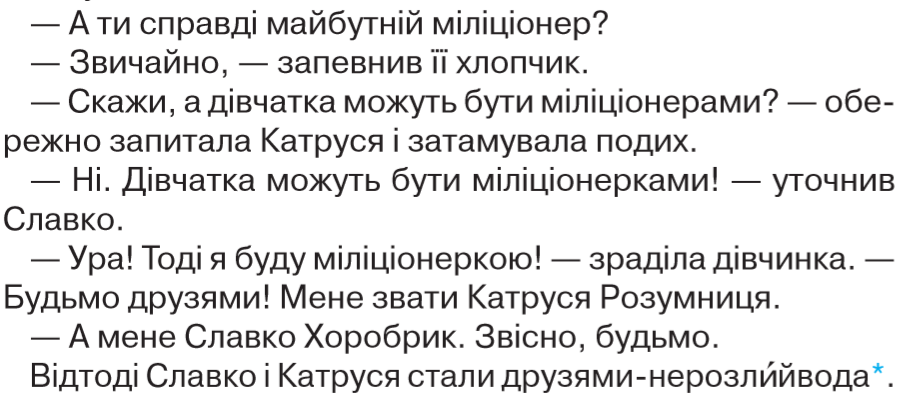 — А ти справді майбутній міліціонер?
— Звичайно, — запевнив її хлопчик.
— Скажи, а дівчатка можуть бути міліціонерами? — обе-
режно запитала Катруся і затамувала подих.
— Ні. Дівчатка можуть бути міліціонерками! — уточнив
Славко.
— Ура! Тоді я буду міліціонеркою! — зраділа дівчинка. —
Будьмо друзями! Мене звати Катруся Розумниця.
— А мене Славко Хоробрик. Звісно, будьмо.
Відтоді Славко і Катруся стали друзями-нерозли́йвода*.